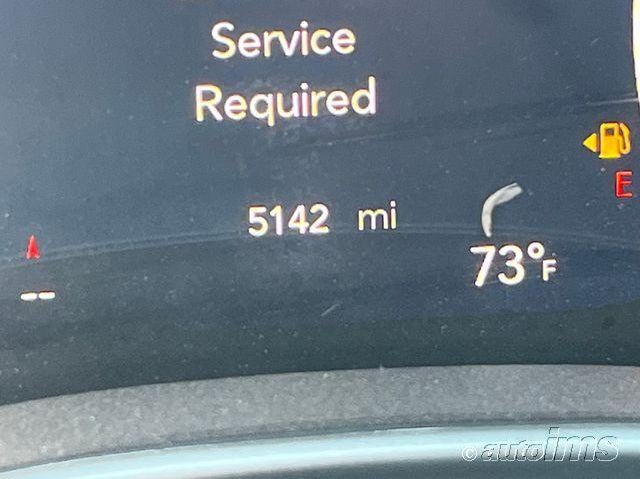 Service
Required
E
5142 mi
73°F
--
© autoims